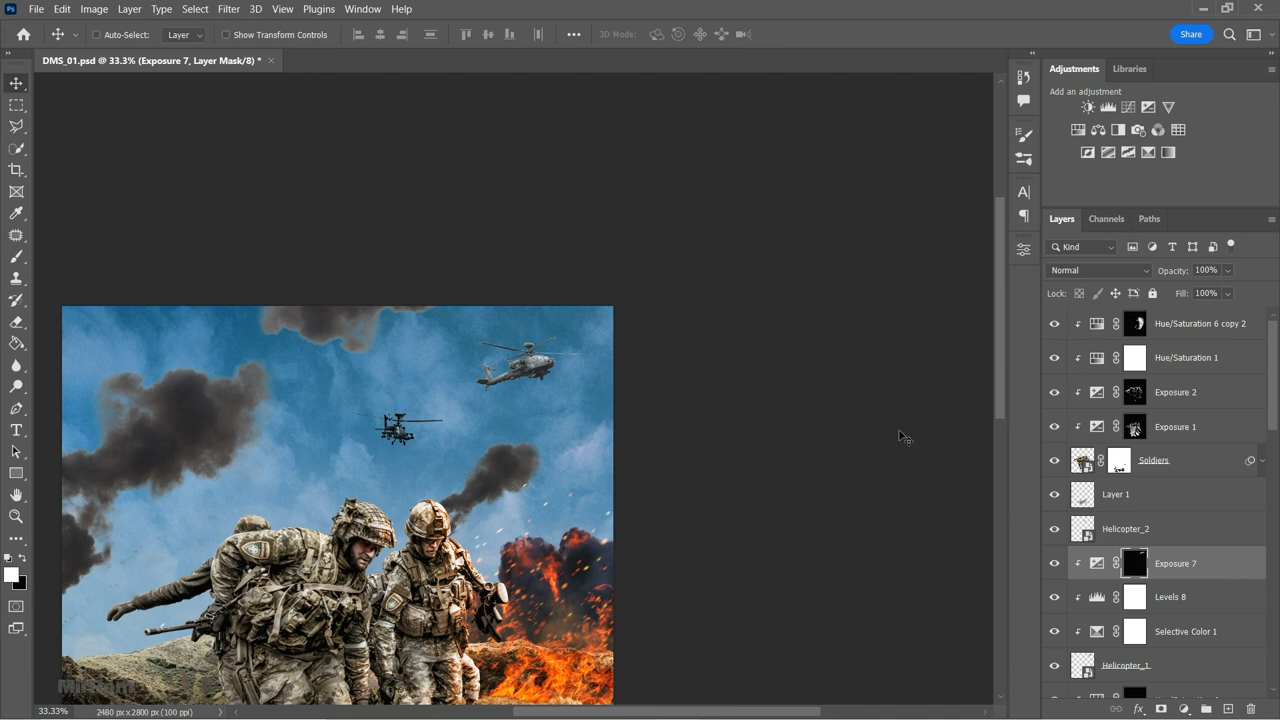 Ps File Edit Image Layer Type Select Filter 3D View Plugins Window Help
Auto-Select: Layer Show Transform Controls 3D Mode: Share
DMS_01.psd @ 33.3% (Exposure 7, Layer Mask/8) * ×
Adjustments Libraries
Add an adjustment
Layers Channels Paths
Kind
Normal Opacity: 100%
Lock: Fill: 100%
Hue/Saturation 6 copy 2
Hue/Saturation 1
Exposure 2
Exposure 1
Soldiers
Layer 1
Helicopter_2
Exposure 7
Levels 8
Selective Color 1
Helicopter_1
33.33% 2480 px x 2800 px (100 ppi)